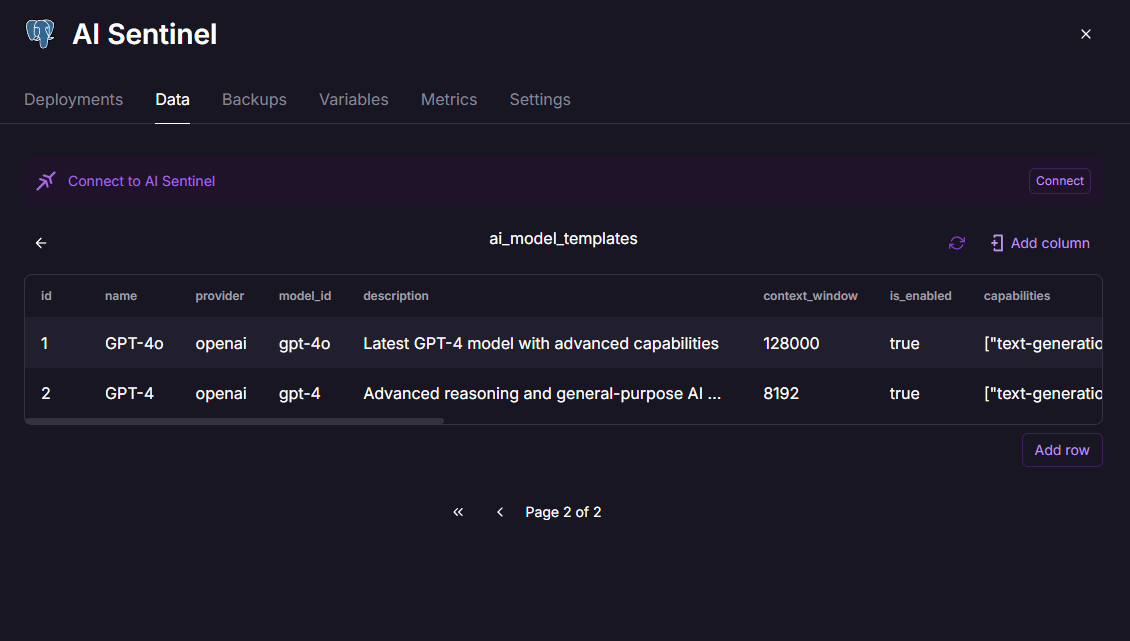 AI Sentinel
Deployments Data Backups Variables Metrics Settings
Connect to AI Sentinel Connect
ai_model_templates Add column
id name provider model_id description context_window is_enabled capabilities
1 GPT-4o openai gpt-4o Latest GPT-4 model with advanced capabilities 128000 true ["text-generatio
2 GPT-4 openai gpt-4 Advanced reasoning and general-purpose AI ... 8192 true ["text-generatio
Add row
Page 2 of 2